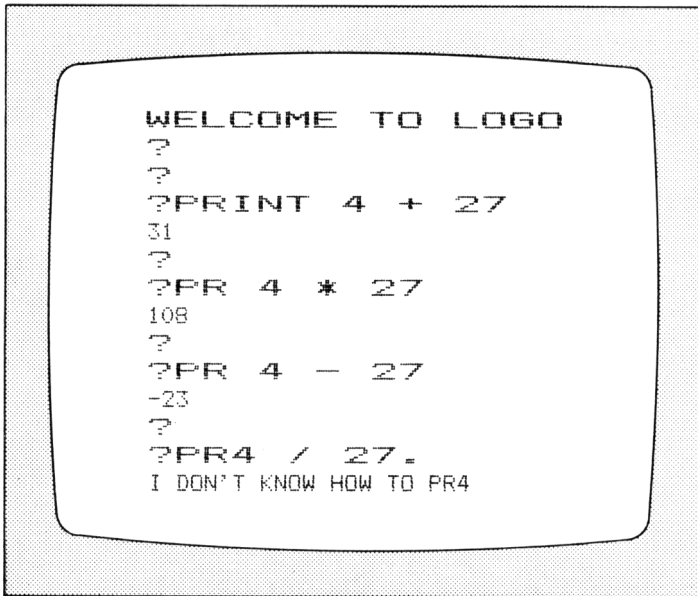 WELCOME TO LOGO
?
?
?PRINT 4 + 27
31
?
?PR 4 * 27
108
?
?PR 4 - 27
-23
?
?PR4 / 27.
I DON'T KNOW HOW TO PR4